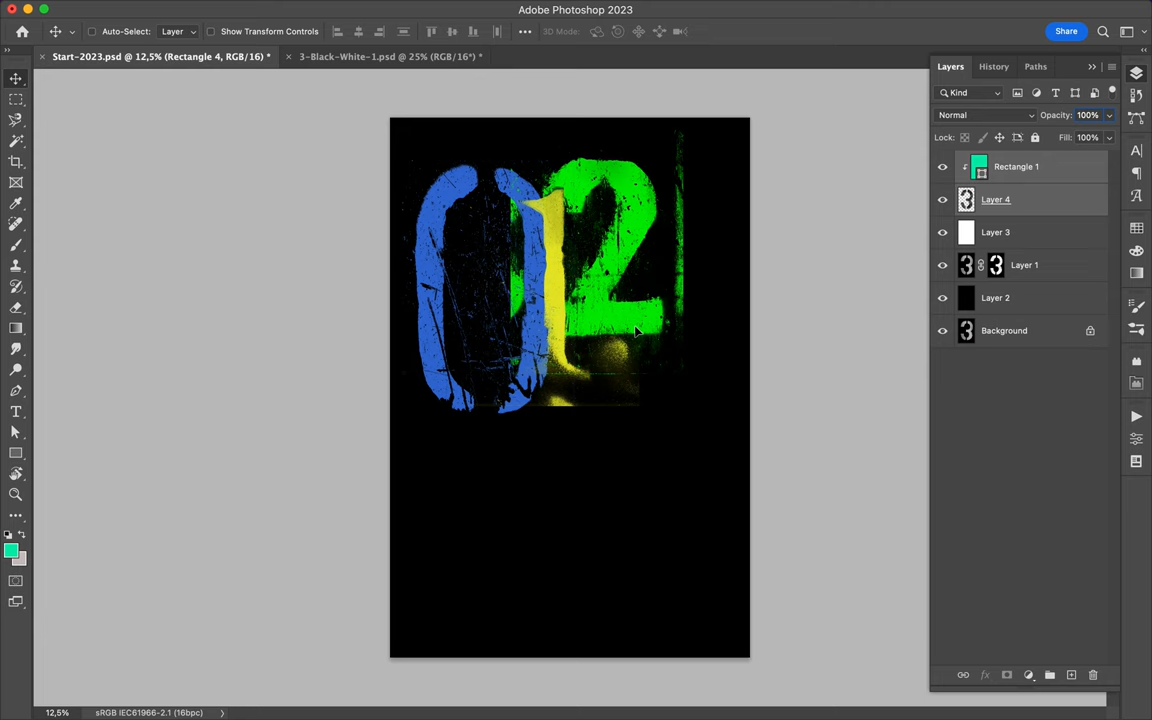 Adobe Photoshop 2023
Auto-Select: Layer Show Transform Controls 3D Mode: Share
Start-2023.psd @ 12,5% (Rectangle 4, RGB/16) * 3-Black-White-1.psd @ 25% (RGB/16*) *
Layers History Paths
Kind
Normal Opacity: 100%
Lock: Fill: 100%
Rectangle 1
Layer 4
Layer 3
Layer 1
Layer 2
Background
012
12,5% sRGB IEC61966-2.1 (16bpc)